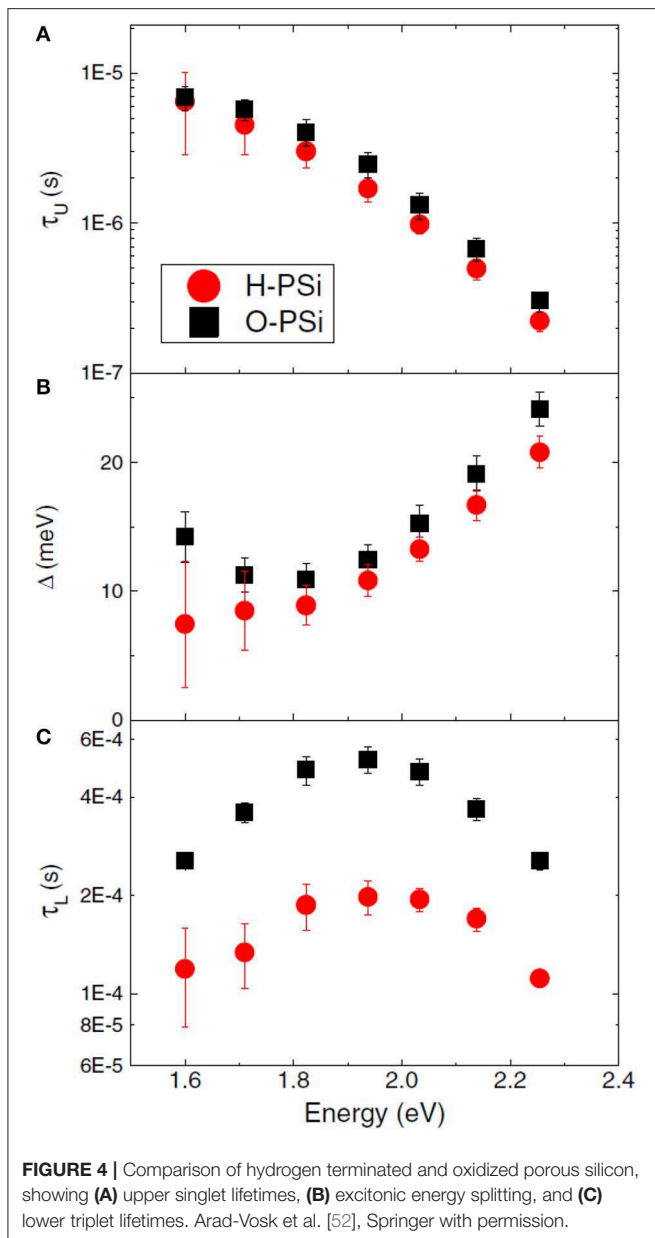 A
1E-5
τU (s)
1E-6
H-PSi
O-PSi
1E-7
B
20
Δ (meV)
10
0
C
6E-4
4E-4
τL (s)
2E-4
1E-4
8E-5
6E-5
1.6 1.8 2.0 2.2 2.4
Energy (eV)
FIGURE 4 | Comparison of hydrogen terminated and oxidized porous silicon,
showing (A) upper singlet lifetimes, (B) excitonic energy splitting, and (C)
lower triplet lifetimes. Arad-Vosk et al. [52], Springer with permission.